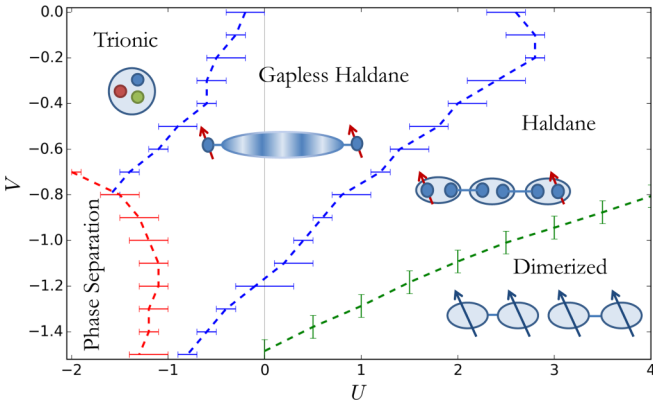 0.0
−0.2
−0.4
−0.6
−0.8
−1.0
−1.2
−1.4
V
Trionic
Gapless Haldane
Haldane
Dimerized
Phase Separation
−2
−1
0
1
2
3
4
U